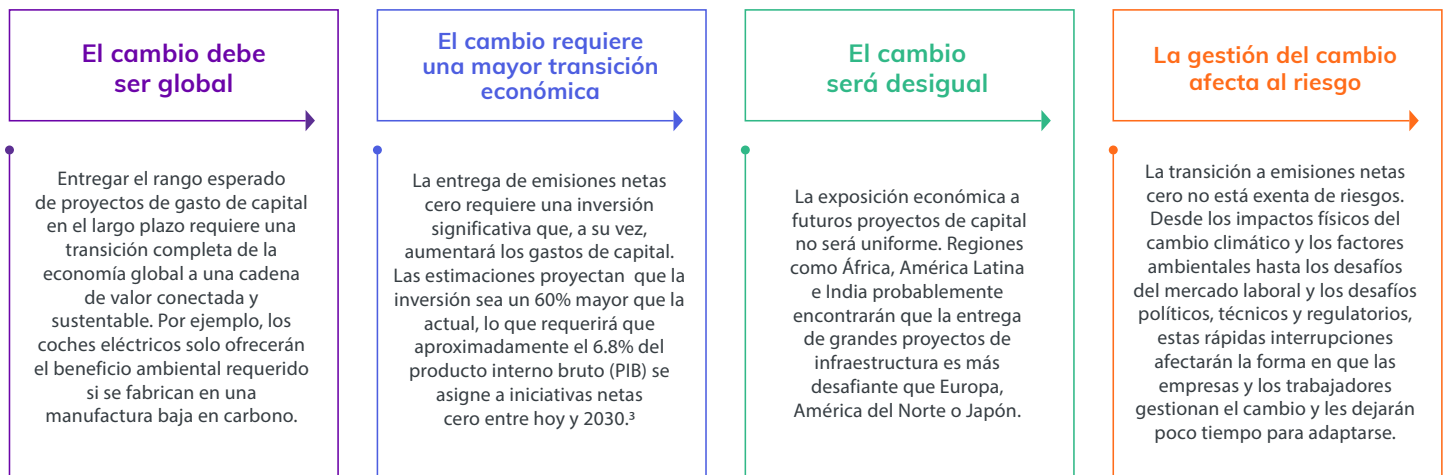 El cambio debe
ser global
Entregar el rango esperado
de proyectos de gasto de capital
en el largo plazo requiere una
transición completa de la
economía global a una cadena
de valor conectada y
sustentable. Por ejemplo, los
coches eléctricos solo ofrecerán
el beneficio ambiental requerido
si se fabrican en una
manufactura baja en carbono.
El cambio requiere
una mayor transición
económica
La entrega de emisiones netas
cero requiere una inversión
significativa que, a su vez,
aumentará los gastos de capital.
Las estimaciones proyectan que la
inversión sea un 60% mayor que la
actual, lo que requerirá que
aproximadamente el 6.8% del
producto interno bruto (PIB) se
asigne a iniciativas netas
cero entre hoy y 2030.³
El cambio
será desigual
La exposición económica a
futuros proyectos de capital
no será uniforme. Regiones
como África, América Latina
e India probablemente
encontrarán que la entrega
de grandes proyectos de
infraestructura es más
desafiante que Europa,
América del Norte o Japón.
La gestión del cambio
afecta al riesgo
La transición a emisiones netas
cero no está exenta de riesgos.
Desde los impactos físicos del
cambio climático y los factores
ambientales hasta los desafíos
del mercado laboral y los desafíos
políticos, técnicos y regulatorios,
estas rápidas interrupciones
afectarán la forma en que las
empresas y los trabajadores
gestionan el cambio y les dejarán
poco tiempo para adaptarse.